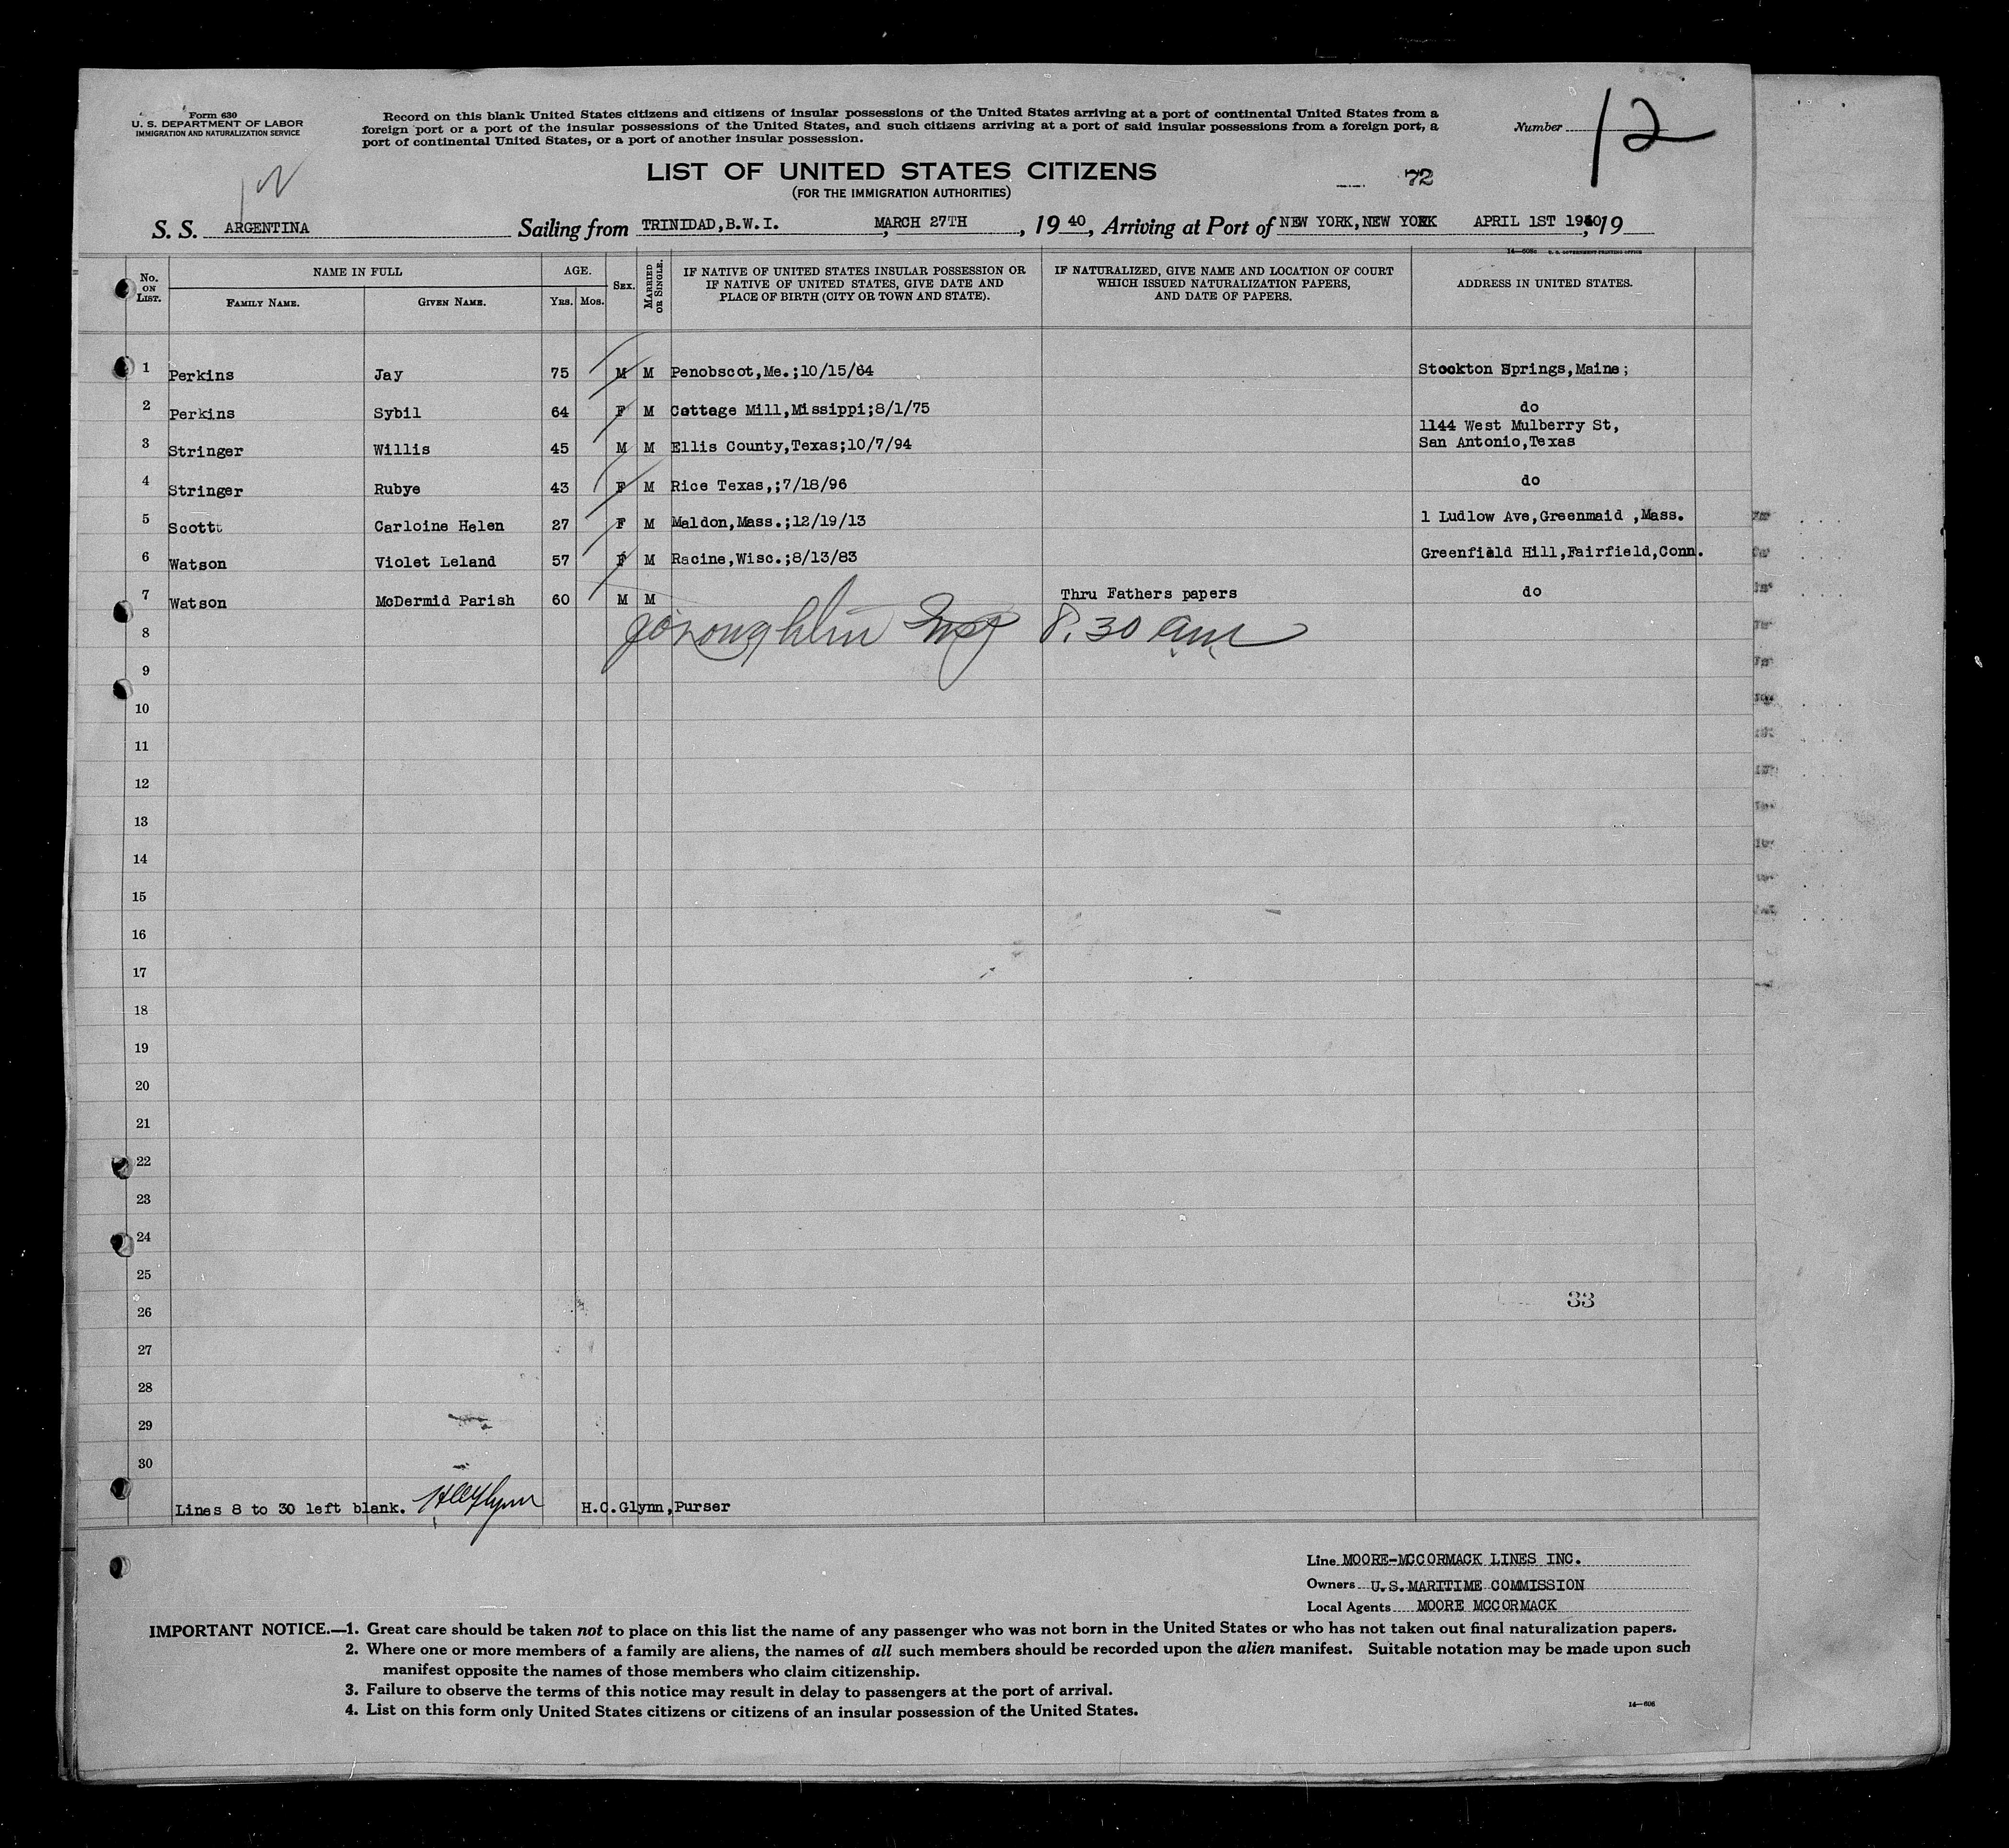 Form 630
U. S. DEPARTMENT OF LABOR
IMMIGRATION AND NATURALIZATION SERVICE
Record on this blank United States citizens and citizens of insular possessions of the United States arriving at a port of continental United States from a
foreign port or a port of the insular possessions of the United States, and such citizens arriving at a port of said insular possessions from a foreign port, a
port of continental United States, or a port of another insular possession.
Number 12
LIST OF UNITED STATES CITIZENS
(FOR THE IMMIGRATION AUTHORITIES)
72
S. S. ARGENTINA Sailing from TRINIDAD,B.W.I. MARCH 27TH, 19 40, Arriving at Port of NEW YORK,NEW YORK APRIL 1ST 1940, 19
14—608c U. S. GOVERNMENT PRINTING OFFICE
No. ON LIST. NAME IN FULL AGE. SEX. MARRIED OR SINGLE. IF NATIVE OF UNITED STATES INSULAR POSSESSION OR IF NATIVE OF UNITED STATES, GIVE DATE AND PLACE OF BIRTH (CITY OR TOWN AND STATE). IF NATURALIZED, GIVE NAME AND LOCATION OF COURT WHICH ISSUED NATURALIZATION PAPERS, AND DATE OF PAPERS. ADDRESS IN UNITED STATES.
FAMILY NAME. GIVEN NAME. YRS. MOS.
1 Perkins Jay 75 M M Penobscot,Me.;10/15/64 Stockton Springs,Maine;
2 Perkins Sybil 64 F M Cottage Mill,Missippi;8/1/75 do
3 Stringer Willis 45 M M Ellis County,Texas;10/7/94 1144 West Mulberry St,
San Antonio,Texas
4 Stringer Rubye 43 F M Rice Texas,;7/18/96 do
5 Scott Carloine Helen 27 F M Maldon,Mass.;12/19/13 1 Ludlow Ave,Greenmaid ,Mass.
6 Watson Violet Leland 57 F M Racine,Wisc.;8/13/83 Greenfield Hill,Fairfield,Conn.
7 Watson McDermid Parish 60 M M Thru Fathers papers do
8 Insp 8.30 am
9
10
11
12
13
14
15
16
17
18
19
20
21
22
23
24
25
26 33
27
28
29
30
Lines 8 to 30 left blank. HCGlynn H.C.Glynn,Purser
Line MOORE-MCCORMACK LINES INC.
Owners U.S.MARITIME COMMISSION
Local Agents MOORE MCCORMACK
IMPORTANT NOTICE.—1. Great care should be taken not to place on this list the name of any passenger who was not born in the United States or who has not taken out final naturalization papers.
2. Where one or more members of a family are aliens, the names of all such members should be recorded upon the alien manifest. Suitable notation may be made upon such
manifest opposite the names of those members who claim citizenship.
3. Failure to observe the terms of this notice may result in delay to passengers at the port of arrival.
4. List on this form only United States citizens or citizens of an insular possession of the United States.
14—606